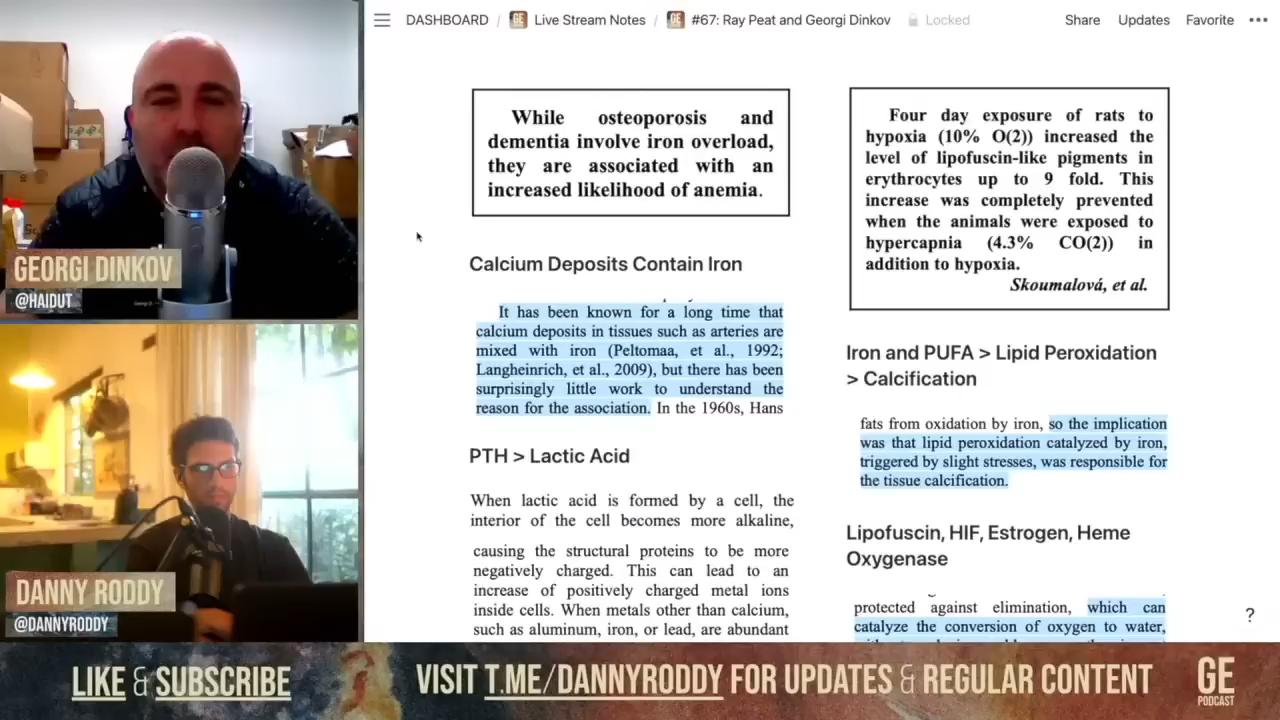 DASHBOARD / Live Stream Notes / #67: Ray Peat and Georgi Dinkov Locked
Share Updates Favorite
While osteoporosis and
dementia involve iron overload,
they are associated with an
increased likelihood of anemia.
Calcium Deposits Contain Iron
It has been known for a long time that
calcium deposits in tissues such as arteries are
mixed with iron (Peltomaa, et al., 1992;
Langheinrich, et al., 2009), but there has been
surprisingly little work to understand the
reason for the association. In the 1960s, Hans
PTH > Lactic Acid
When lactic acid is formed by a cell, the
interior of the cell becomes more alkaline,
causing the structural proteins to be more
negatively charged. This can lead to an
increase of positively charged metal ions
inside cells. When metals other than calcium,
such as aluminum, iron, or lead, are abundant
Four day exposure of rats to
hypoxia (10% O(2)) increased the
level of lipofuscin-like pigments in
erythrocytes up to 9 fold. This
increase was completely prevented
when the animals were exposed to
hypercapnia (4.3% CO(2)) in
addition to hypoxia.
Skoumalová, et al.
Iron and PUFA > Lipid Peroxidation
> Calcification
fats from oxidation by iron, so the implication
was that lipid peroxidation catalyzed by iron,
triggered by slight stresses, was responsible for
the tissue calcification.
Lipofuscin, HIF, Estrogen, Heme
Oxygenase
protected against elimination, which can
catalyze the conversion of oxygen to water,
?
GEORGI DINKOV
@HAIDUT
DANNY RODDY
@DANNYRODDY
LIKE & SUBSCRIBE
VISIT T.ME/DANNYRODDY FOR UPDATES & REGULAR CONTENT
GE
PODCAST